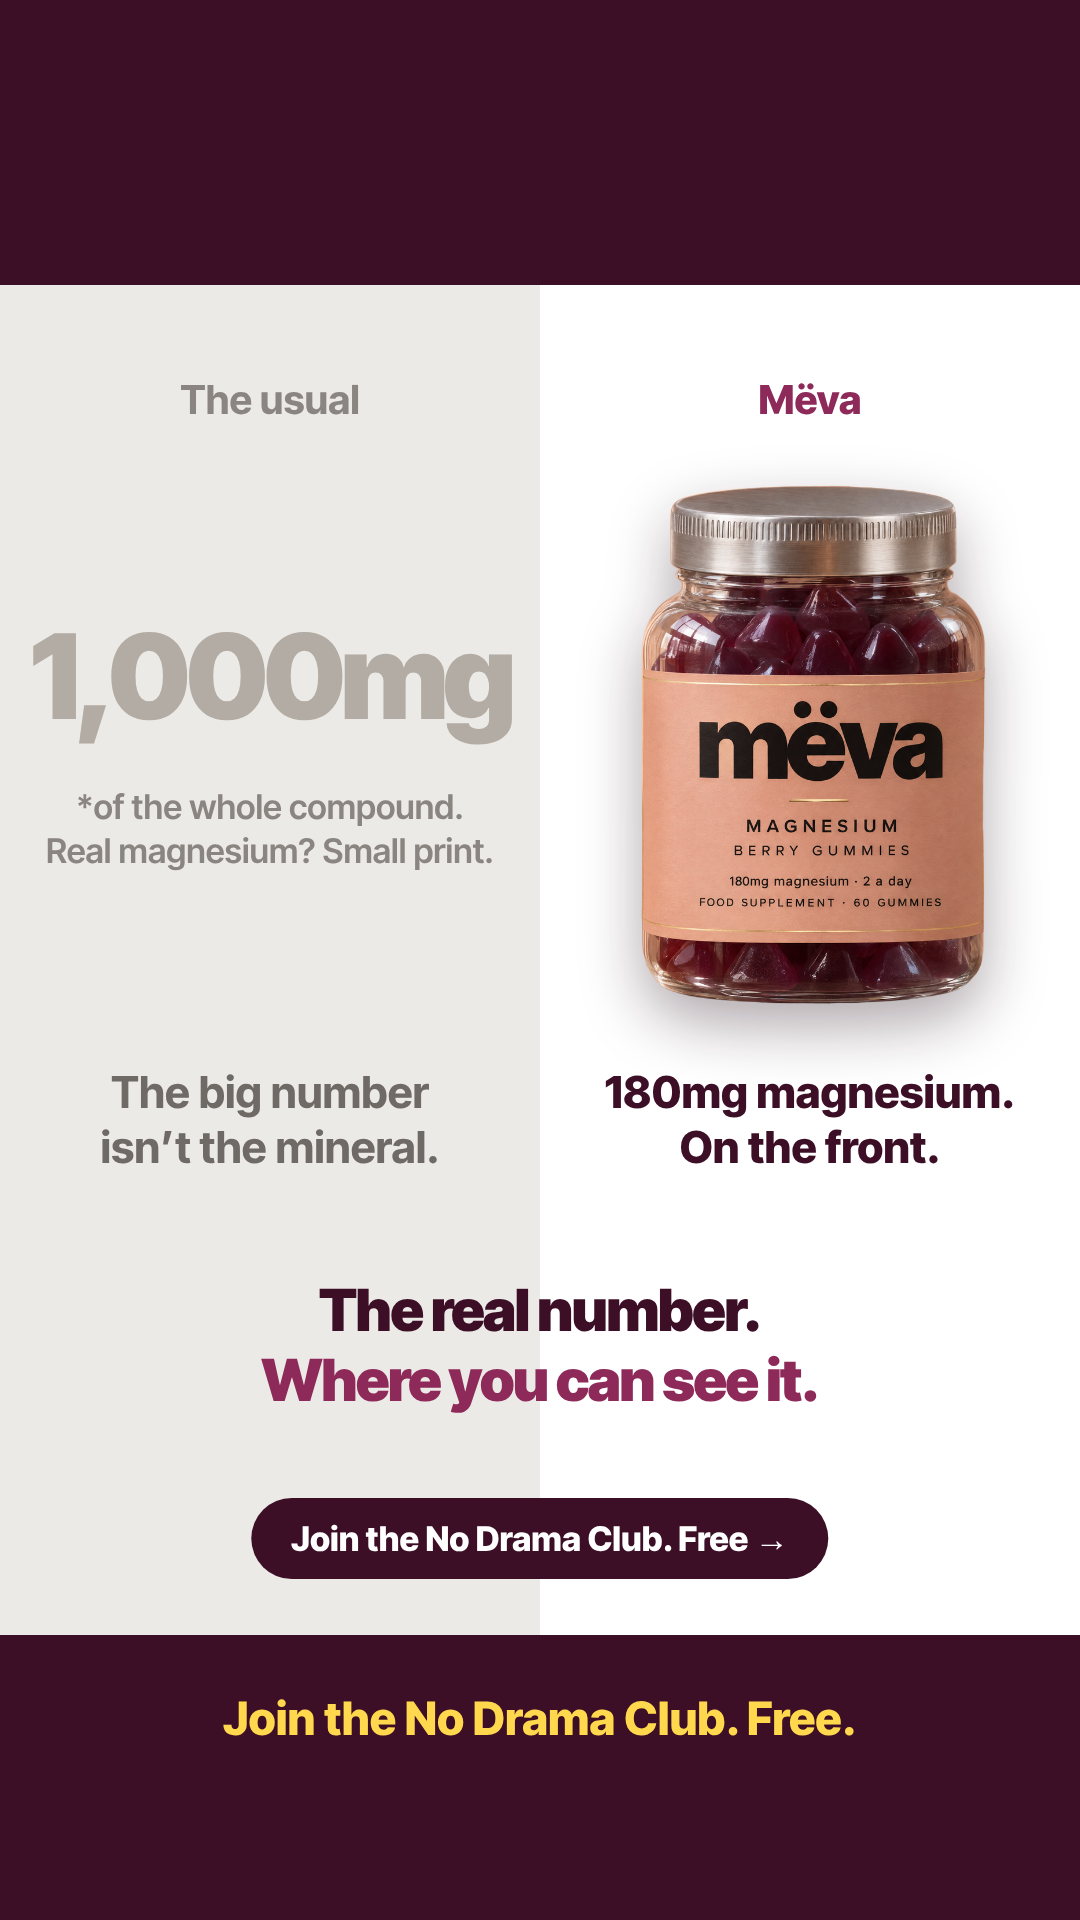 The usual
1,000mg
*of the whole compound.
Real magnesium? Small print.
The big number
isn’t the mineral.
Mëva
mëva
MAGNESIUM
BERRY GUMMIES
180mg magnesium · 2 a day
FOOD SUPPLEMENT · 60 GUMMIES
180mg magnesium.
On the front.
The real number.
Where you can see it.
Join the No Drama Club. Free →
Join the No Drama Club. Free.